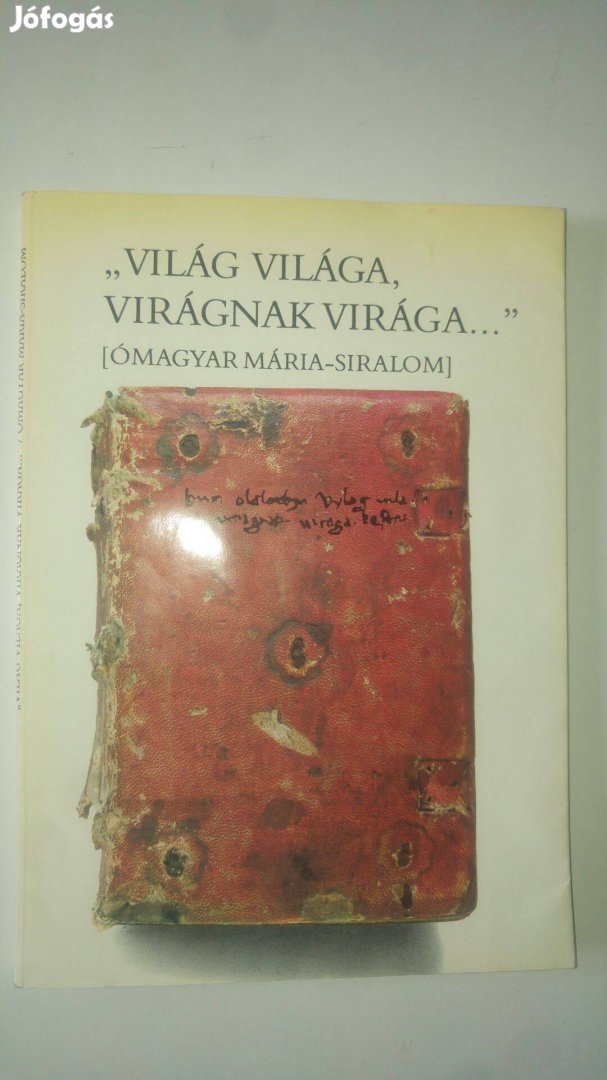 Jófogás
„VILÁG VILÁGA,
VIRÁGNAK VIRÁGA...”
[ÓMAGYAR MÁRIA-SIRALOM]
„VILÁG VILÁGA, VIRÁGNAK VIRÁGA...” / ÓMAGYAR MÁRIA-SIRALOM